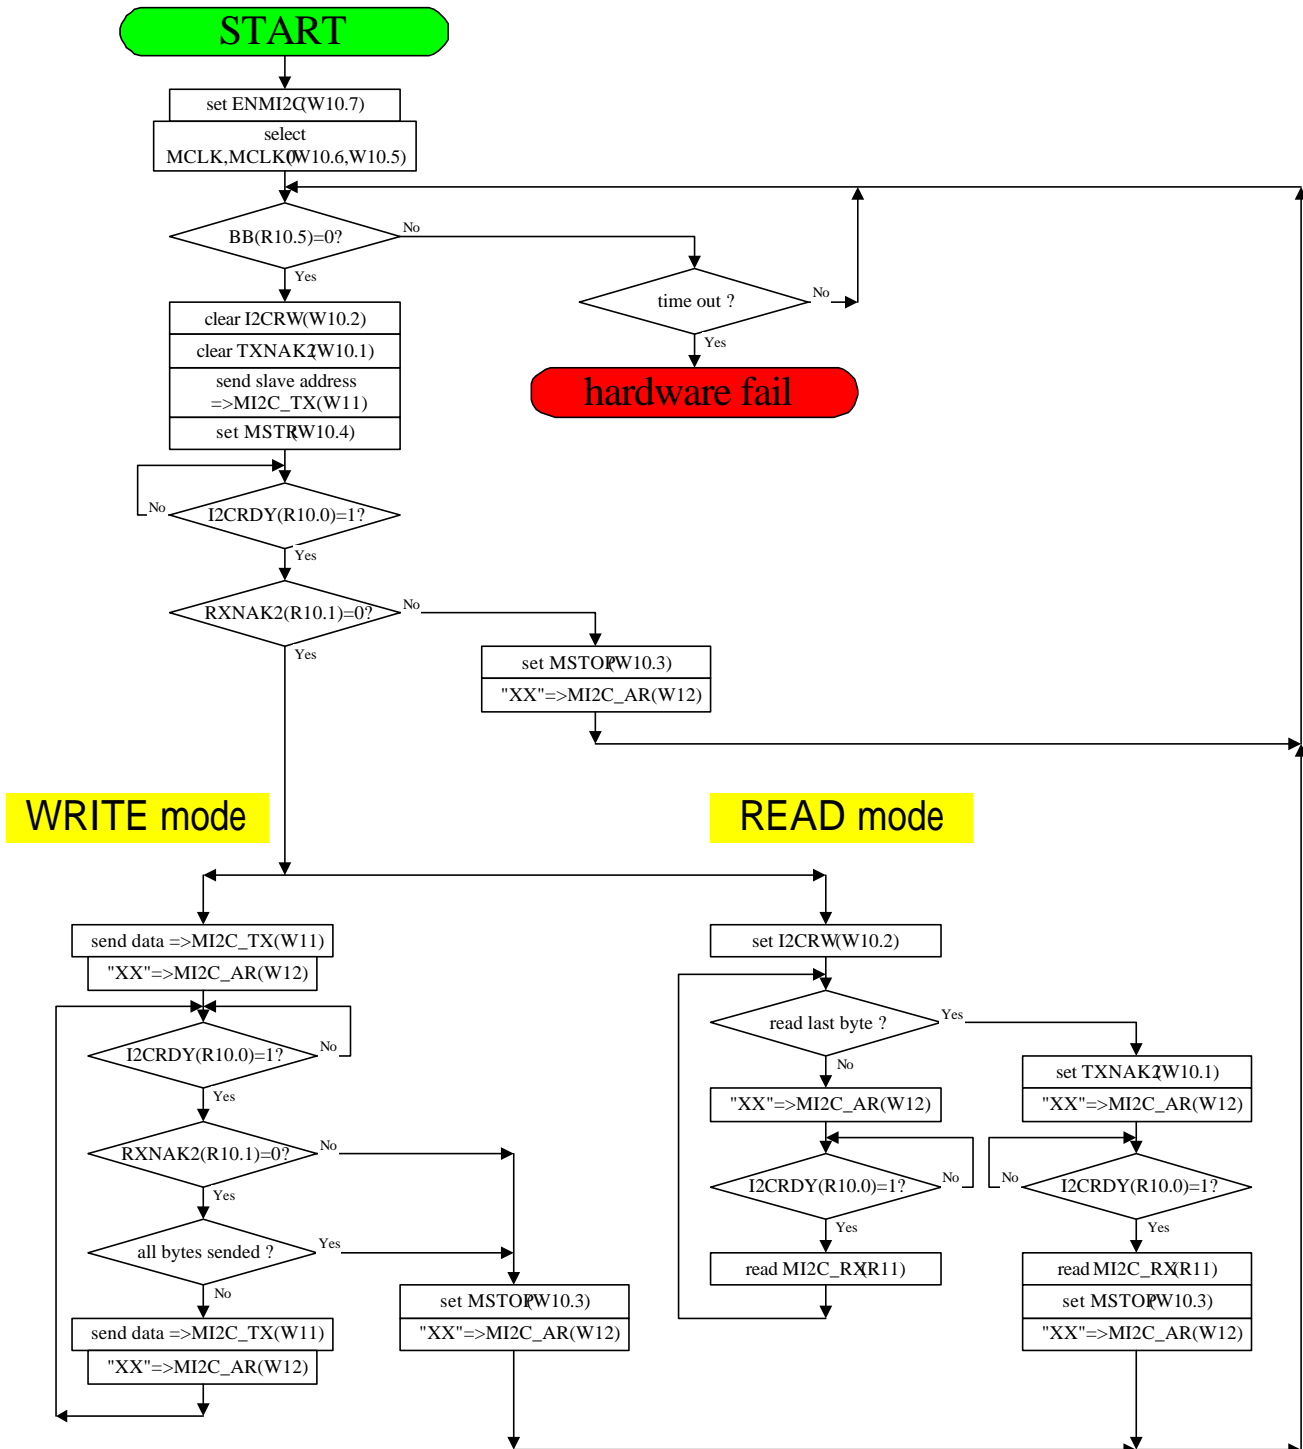 START
set ENMI2C(W10.7)
select
MCLK,MCLK0(W10.6,W10.5)
BB(R10.5)=0?
No
Yes
time out ?
No
Yes
hardware fail
clear I2CRW(W10.2)
clear TXNAK2(W10.1)
send slave address
=>MI2C_TX(W11)
set MSTR(W10.4)
No
I2CRDY(R10.0)=1?
Yes
RXNAK2(R10.1)=0?
No
Yes
set MSTOP(W10.3)
"XX"=>MI2C_AR(W12)
WRITE mode
READ mode
send data =>MI2C_TX(W11)
"XX"=>MI2C_AR(W12)
I2CRDY(R10.0)=1?
No
Yes
RXNAK2(R10.1)=0?
No
Yes
all bytes sended ?
Yes
No
send data =>MI2C_TX(W11)
"XX"=>MI2C_AR(W12)
set MSTOP(W10.3)
"XX"=>MI2C_AR(W12)
set I2CRW(W10.2)
read last byte ?
Yes
No
"XX"=>MI2C_AR(W12)
I2CRDY(R10.0)=1?
No
Yes
read MI2C_RX(R11)
set TXNAK2(W10.1)
"XX"=>MI2C_AR(W12)
No
I2CRDY(R10.0)=1?
Yes
read MI2C_RX(R11)
set MSTOP(W10.3)
"XX"=>MI2C_AR(W12)